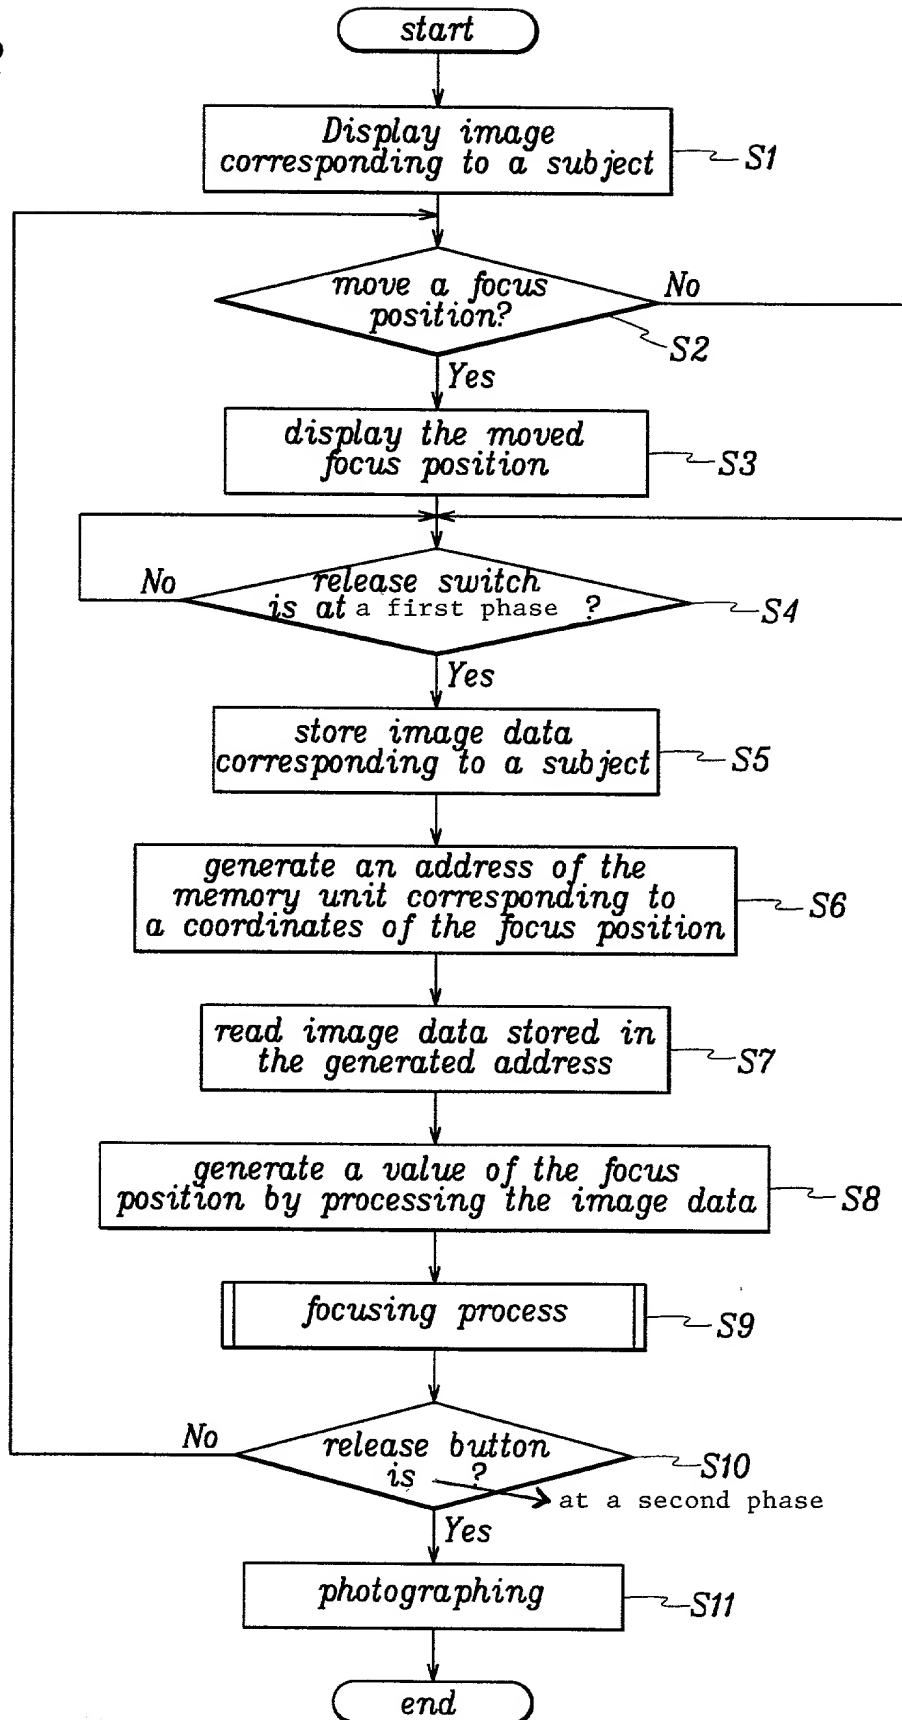 start
Display image
corresponding to a subject
S1
move a focus
position?
No
S2
Yes
display the moved
focus position
S3
No
release switch
is at a first phase ?
S4
Yes
store image data
corresponding to a subject
S5
generate an address of the
memory unit corresponding to
a coordinates of the focus position
S6
read image data stored in
the generated address
S7
generate a value of the focus
position by processing the image data
S8
focusing process
S9
No
release button
is ?
S10
at a second phase
Yes
photographing
S11
end